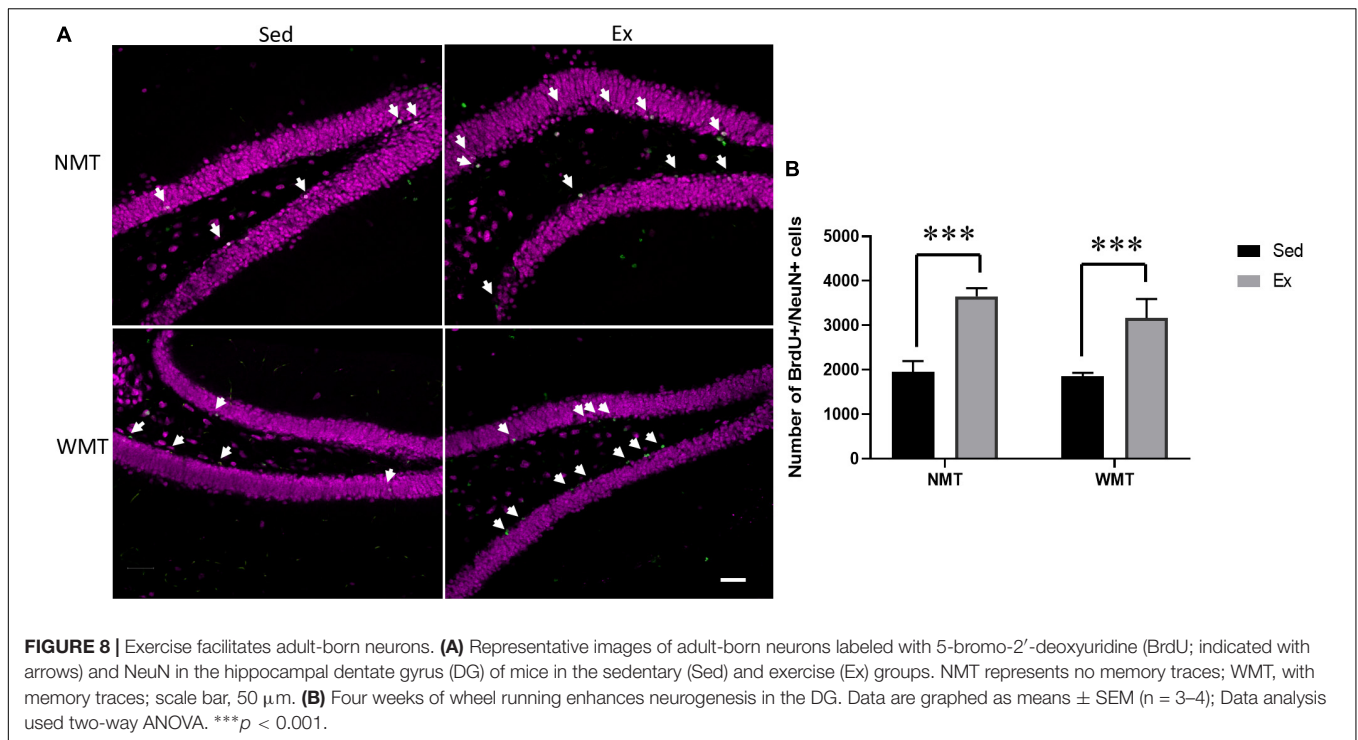 A
Sed Ex
NMT
WMT
B
Number of BrdU+/NeuN+ cells
5000
4000
3000
2000
1000
0
*** ***
NMT WMT
Sed
Ex
FIGURE 8 | Exercise facilitates adult-born neurons. (A) Representative images of adult-born neurons labeled with 5-bromo-2′-deoxyuridine (BrdU; indicated with
arrows) and NeuN in the hippocampal dentate gyrus (DG) of mice in the sedentary (Sed) and exercise (Ex) groups. NMT represents no memory traces; WMT, with
memory traces; scale bar, 50 μm. (B) Four weeks of wheel running enhances neurogenesis in the DG. Data are graphed as means ± SEM (n = 3–4); Data analysis
used two-way ANOVA. ***p < 0.001.